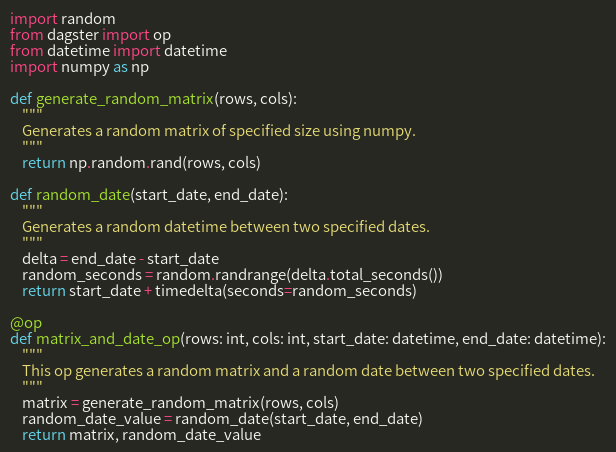 import random
from dagster import op
from datetime import datetime
import numpy as np
def generate_random_matrix(rows, cols):
"""
Generates a random matrix of specified size using numpy.
"""
return np.random.rand(rows, cols)
def random_date(start_date, end_date):
"""
Generates a random datetime between two specified dates.
"""
delta = end_date - start_date
random_seconds = random.randrange(delta.total_seconds())
return start_date + timedelta(seconds=random_seconds)
@op
def matrix_and_date_op(rows: int, cols: int, start_date: datetime, end_date: datetime):
"""
This op generates a random matrix and a random date between two specified dates.
"""
matrix = generate_random_matrix(rows, cols)
random_date_value = random_date(start_date, end_date)
return matrix, random_date_value